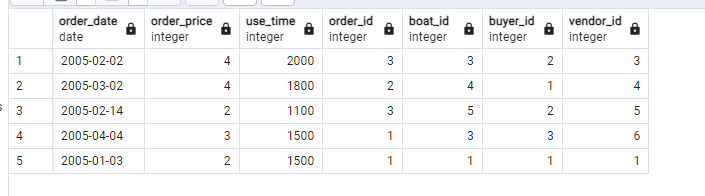 order_date order_price use_time order_id boat_id buyer_id vendor_id
date integer integer integer integer integer integer
1 2005-02-02 4 2000 3 3 2 3
2 2005-03-02 4 1800 2 4 1 4
3 2005-02-14 2 1100 3 5 2 5
4 2005-04-04 3 1500 1 3 3 6
5 2005-01-03 2 1500 1 1 1 1